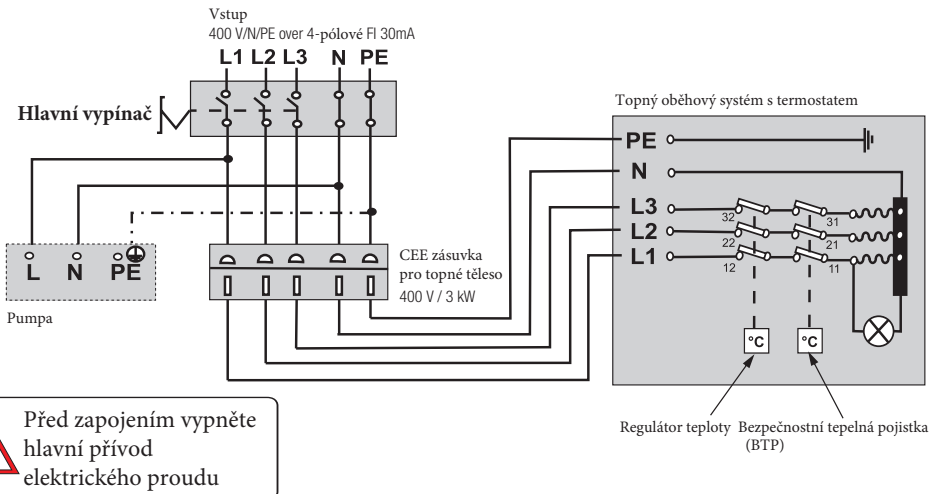 Vstup
400 V/N/PE over 4-pólové FI 30mA
L1 L2 L3 N PE
Hlavní vypínač
Topný oběhový systém s termostatem
PE
N
L3 32 31
L2 22 21
L1 12 11
L N PE
Pumpa
CEE zásuvka
pro topné těleso
400 V / 3 kW
°C °C
Regulátor teploty Bezpečnostní tepelná pojistka
(BTP)
Před zapojením vypněte
hlavní přívod
elektrického proudu